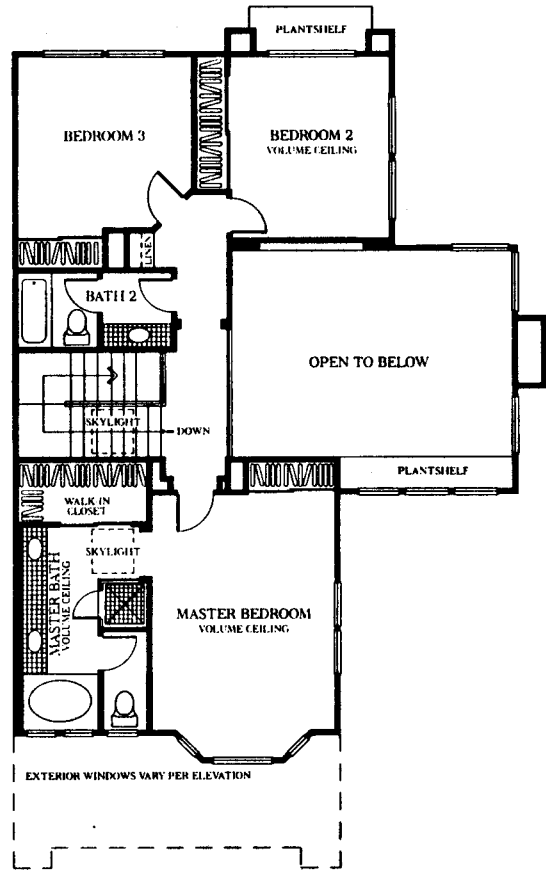 PLANTSHELF
BEDROOM 3
BEDROOM 2
VOLUME CEILING
LINEN
BATH 2
OPEN TO BELOW
SKYLIGHT
DOWN
PLANTSHELF
WALK IN
CLOSET
SKYLIGHT
MASTER BATH
VOLUME CEILING
MASTER BEDROOM
VOLUME CEILING
EXTERIOR WINDOWS VARY PER ELEVATION